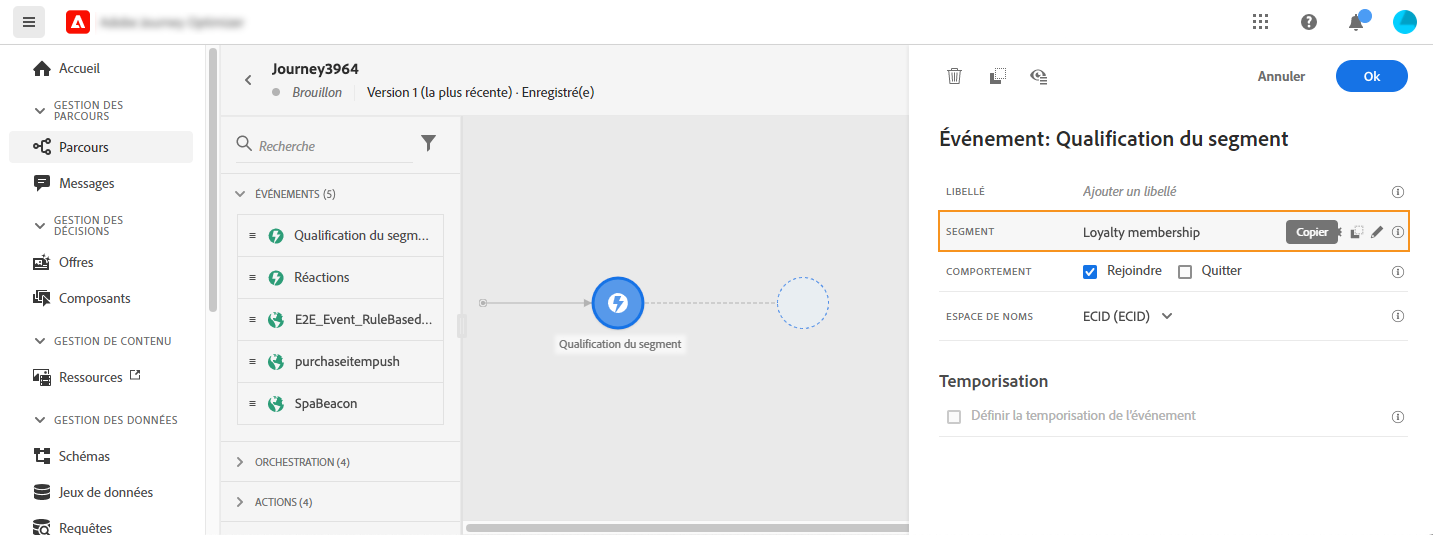 Journey3964
Brouillon
Version 1 (la plus récente) · Enregistré(e)
Annuler
Ok
Accueil
GESTION DES
PARCOURS
Parcours
Messages
GESTION DES
DÉCISIONS
Offres
Composants
GESTION DE CONTENU
Ressources
GESTION DES DONNÉES
Schémas
Jeux de données
Requêtes
Recherche
ÉVÉNEMENTS (5)
Qualification du segm...
Réactions
E2E_Event_RuleBased...
purchaseitempush
SpaBeacon
ORCHESTRATION (4)
ACTIONS (4)
Qualification du segment
Événement: Qualification du segment
LIBELLÉ
Ajouter un libellé
SEGMENT
Loyalty membership
Copier
COMPORTEMENT
Rejoindre
Quitter
ESPACE DE NOMS
ECID (ECID)
Temporisation
Définir la temporisation de l'événement